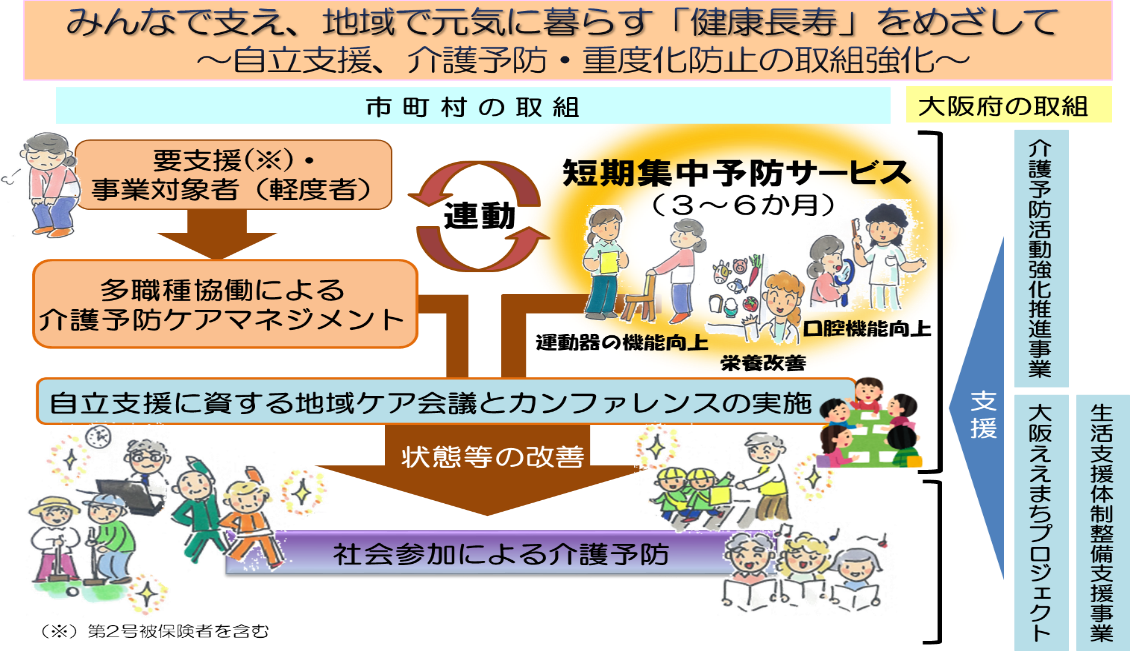 みんなで支え、地域で元気に暮らす「健康長寿」をめざして
～自立支援、介護予防・重度化防止の取組強化～
市町村の取組
大阪府の取組
要支援(※)・
事業対象者（軽度者）
連動
短期集中予防サービス
（３～６か月）
多職種協働による
介護予防ケアマネジメント
運動器の機能向上
栄養改善
口腔機能向上
自立支援に資する地域ケア会議とカンファレンスの実施
状態等の改善
社会参加による介護予防
（※）第２号被保険者を含む
支援
介護予防活動強化推進事業
大阪ええまちプロジェクト
生活支援体制整備支援事業